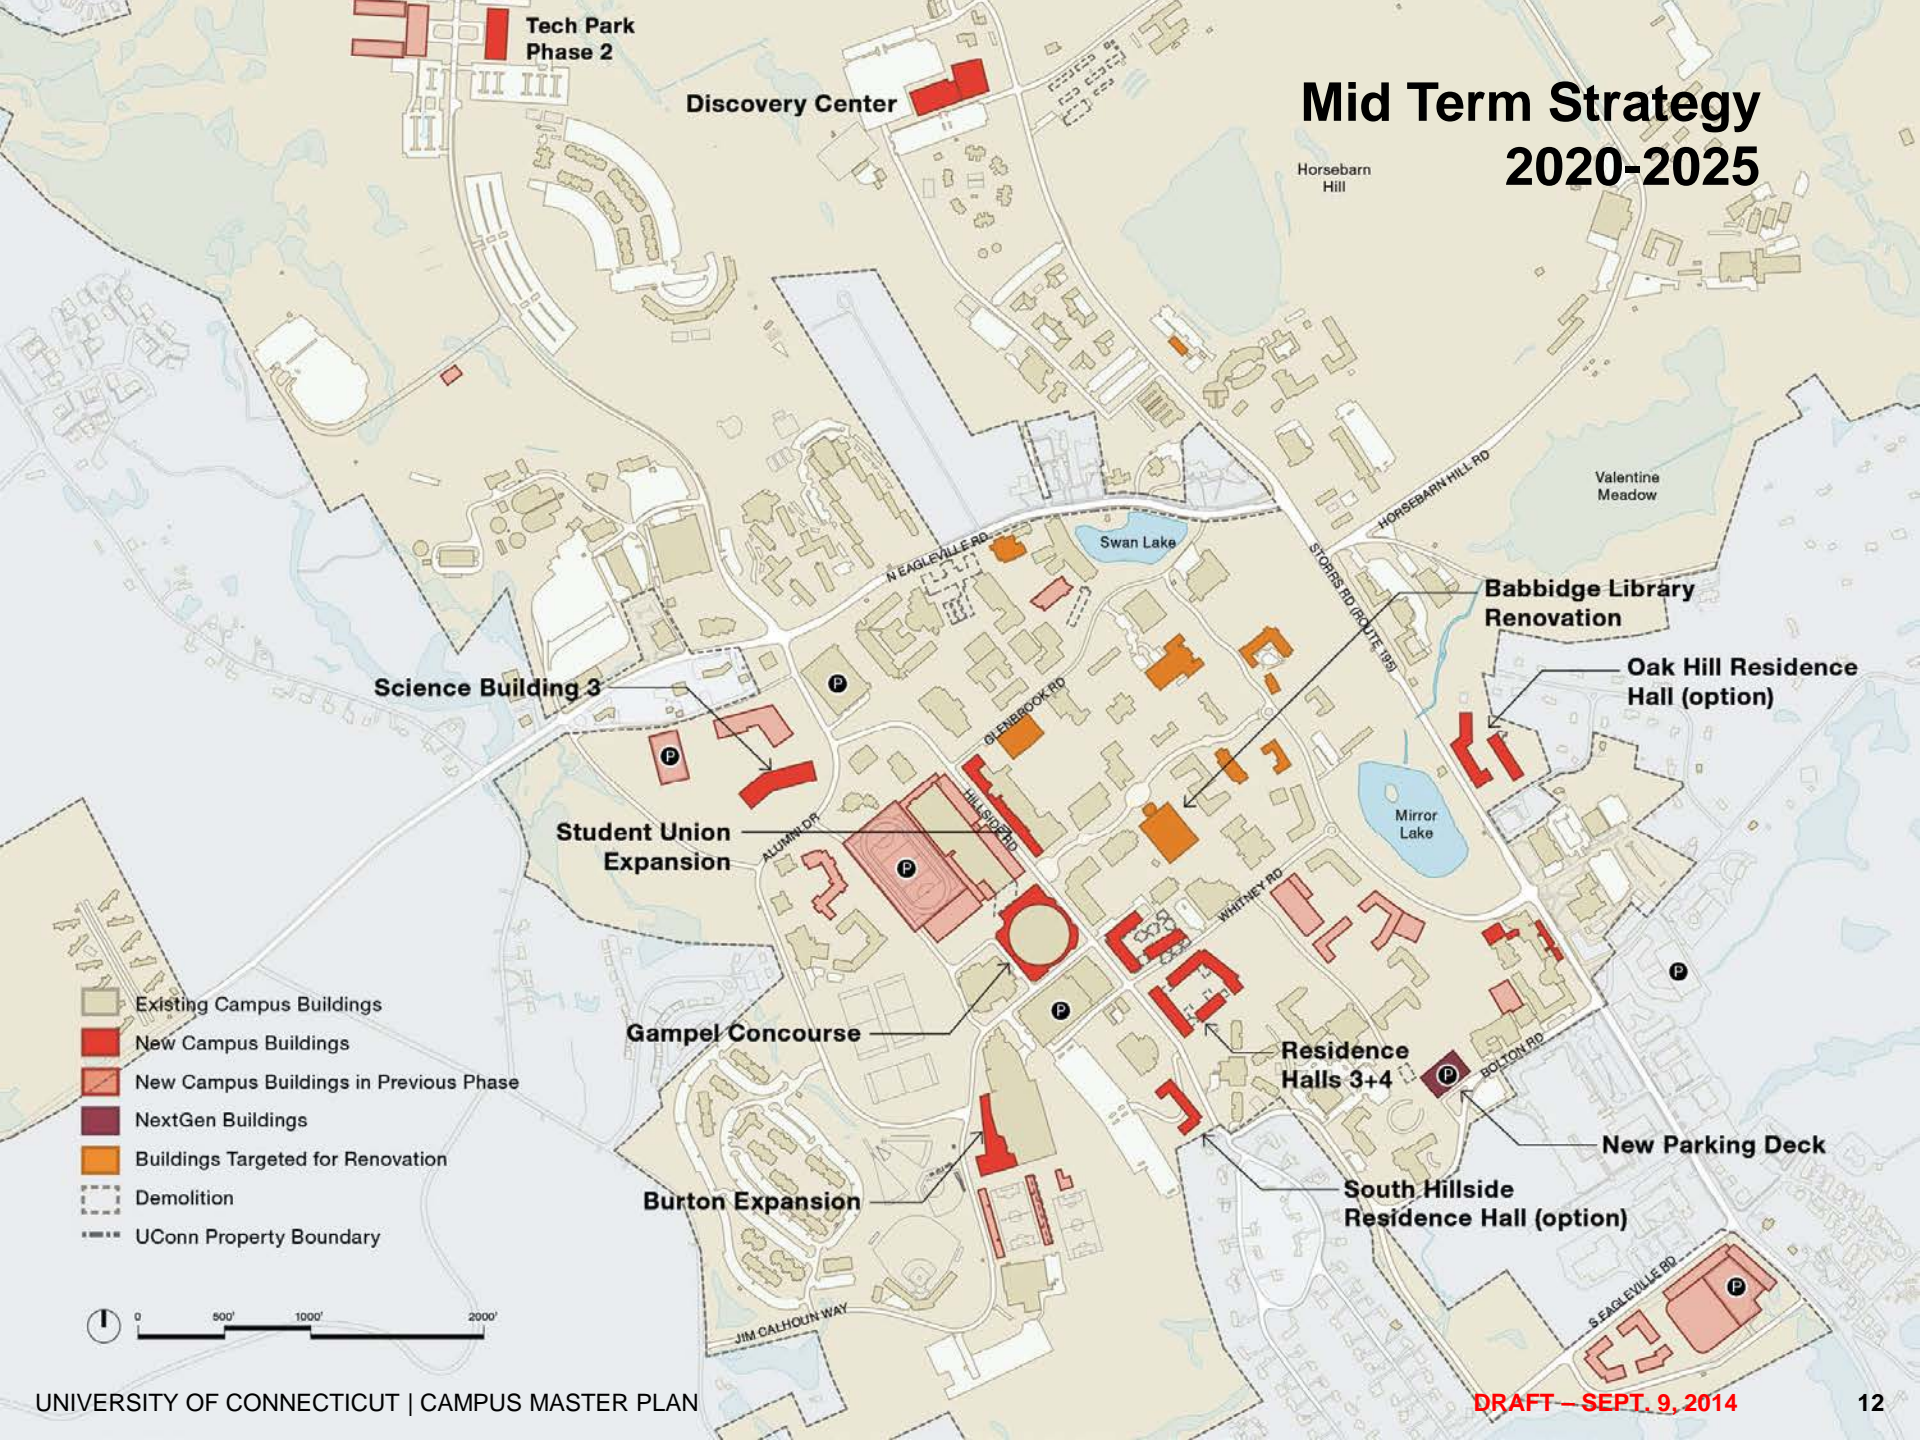 Tech Park
Phase 2
Discovery Center
Mid Term Strategy
2020-2025
Horsebarn
Hill
Valentine
Meadow
HORSEBARN HILL RD
N EAGLEVILLE RD
Swan Lake
STORRS RD (ROUTE 195)
Babbidge Library
Renovation
Oak Hill Residence
Hall (option)
Science Building 3
P
P
GLENBROOK RD
HILLSIDE RD
ALUMNI DR
Student Union
Expansion
P
Mirror
Lake
WHITNEY RD
P
P
Gampel Concourse
Residence
Halls 3+4
P
BOLTON RD
New Parking Deck
South Hillside
Residence Hall (option)
Burton Expansion
Existing Campus Buildings
New Campus Buildings
New Campus Buildings in Previous Phase
NextGen Buildings
Buildings Targeted for Renovation
Demolition
UConn Property Boundary
S EAGLEVILLE RD
P
JIM CALHOUN WAY
0 500' 1000' 2000'
UNIVERSITY OF CONNECTICUT | CAMPUS MASTER PLAN
DRAFT – SEPT. 9, 2014
12